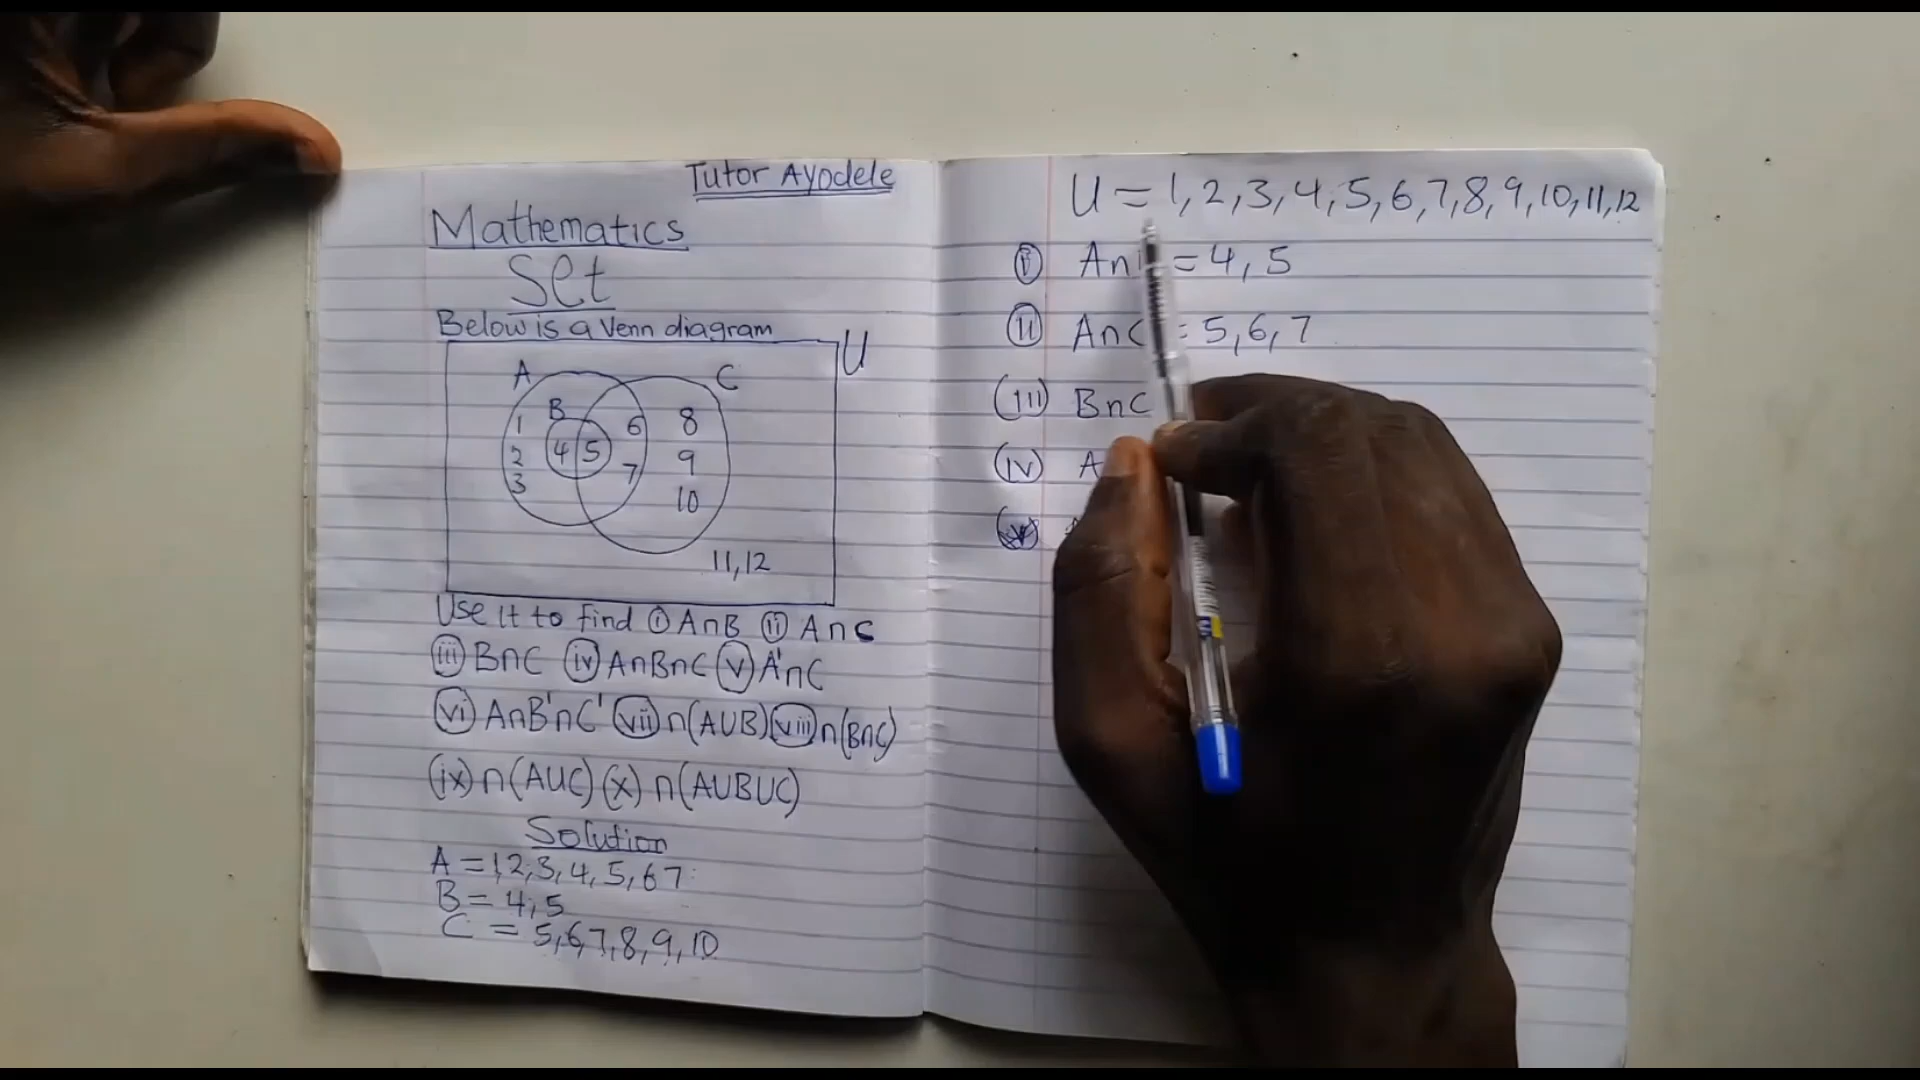 Tutor Ayodele
Mathematics
Set
Below is a Venn diagram
U
A C
B
1 6 8
2 4 5 9
3 7 10
11,12
Use it to find (i) A∩B (ii) A∩C
(iii) B∩C (iv) A∩B∩C (v) A'∩C
(vi) A∩B'∩C' (vii) n(AUB) (viii) n(B∩C)
(ix) n(AUC) (x) n(AUBUC)
Solution
A = 1,2,3,4,5,6 7
B = 4,5
C = 5,6,7,8,9,10
U = 1,2,3,4,5,6,7,8,9,10,11,12
(i) A∩ = 4,5
(ii) A∩C = 5,6,7
(iii) B∩C
(iv) A